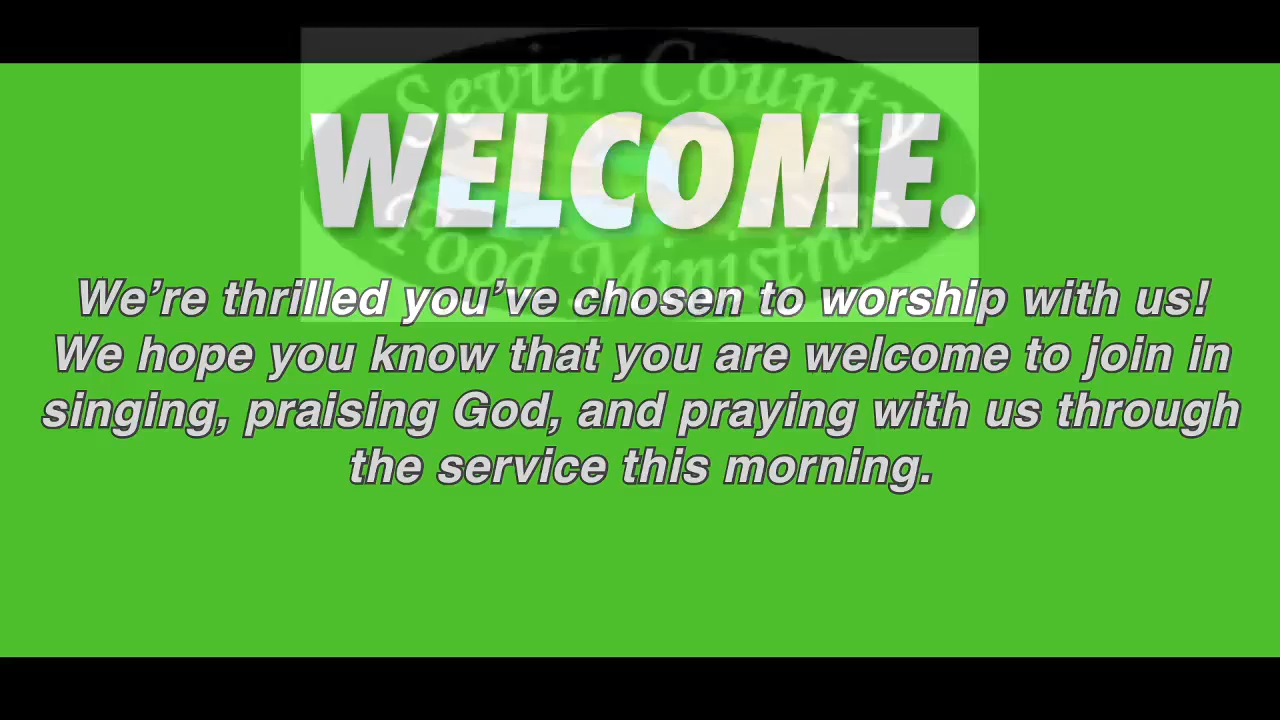 Sevier County
WELCOME.
Food Ministries
We’re thrilled you’ve chosen to worship with us!
We hope you know that you are welcome to join in
singing, praising God, and praying with us through
the service this morning.